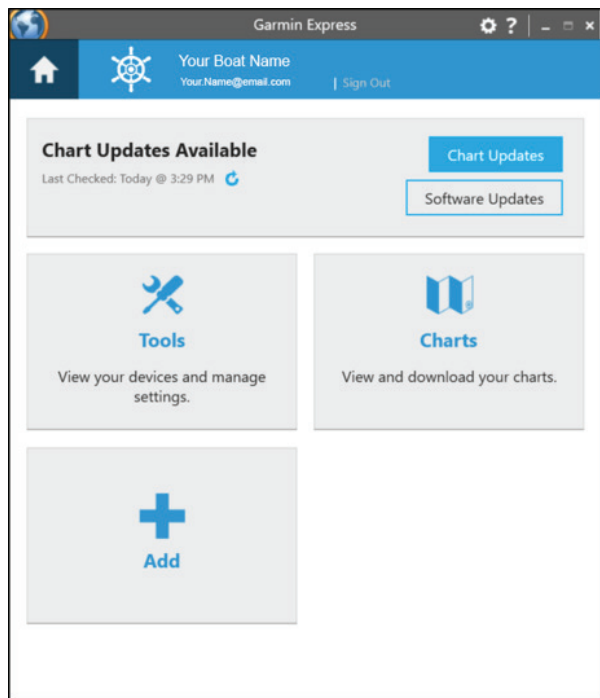 Garmin Express
?
Your Boat Name
Your.Name@email.com | Sign Out
Chart Updates Available
Last Checked: Today @ 3:29 PM
Chart Updates
Software Updates
Tools
View your devices and manage
settings.
Charts
View and download your charts.
Add